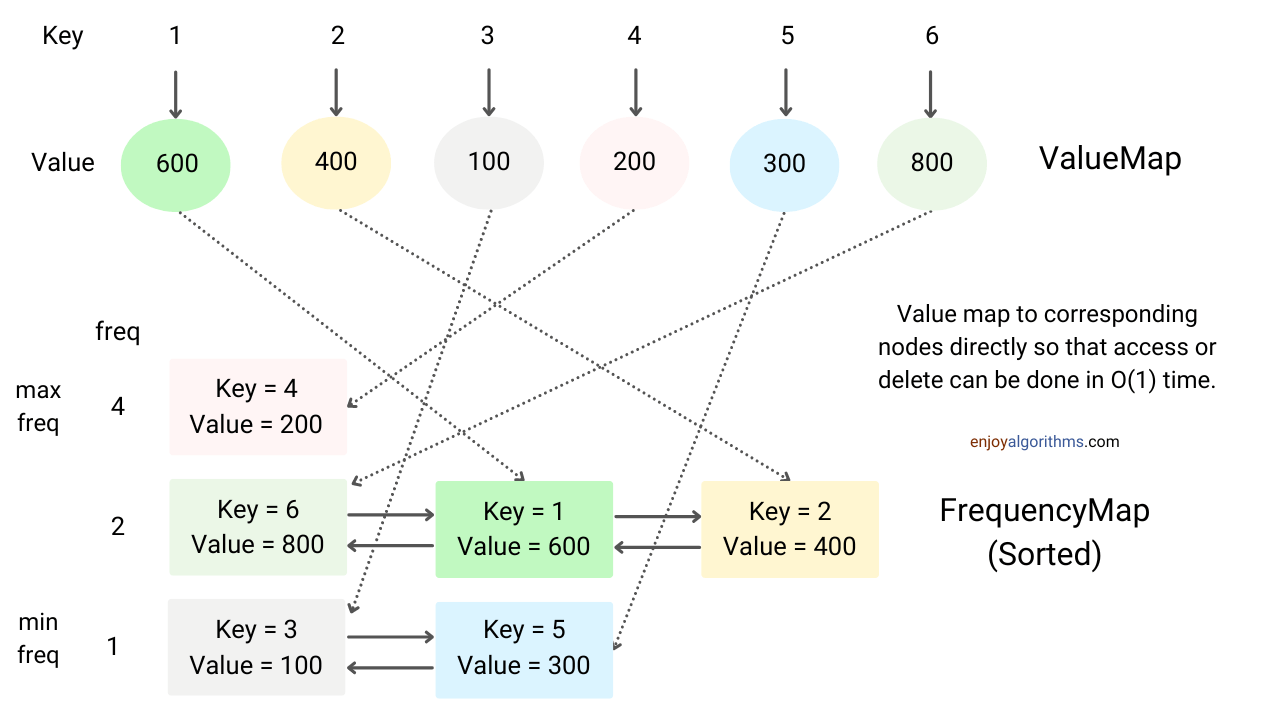 Key 1 2 3 4 5 6
Value 600 400 100 200 300 800 ValueMap
Value map to corresponding
nodes directly so that access or
delete can be done in O(1) time.
enjoyalgorithms.com
freq
max
freq
4
Key = 4
Value = 200
2
Key = 6
Value = 800
Key = 1
Value = 600
Key = 2
Value = 400
FrequencyMap
(Sorted)
min
freq
1
Key = 3
Value = 100
Key = 5
Value = 300